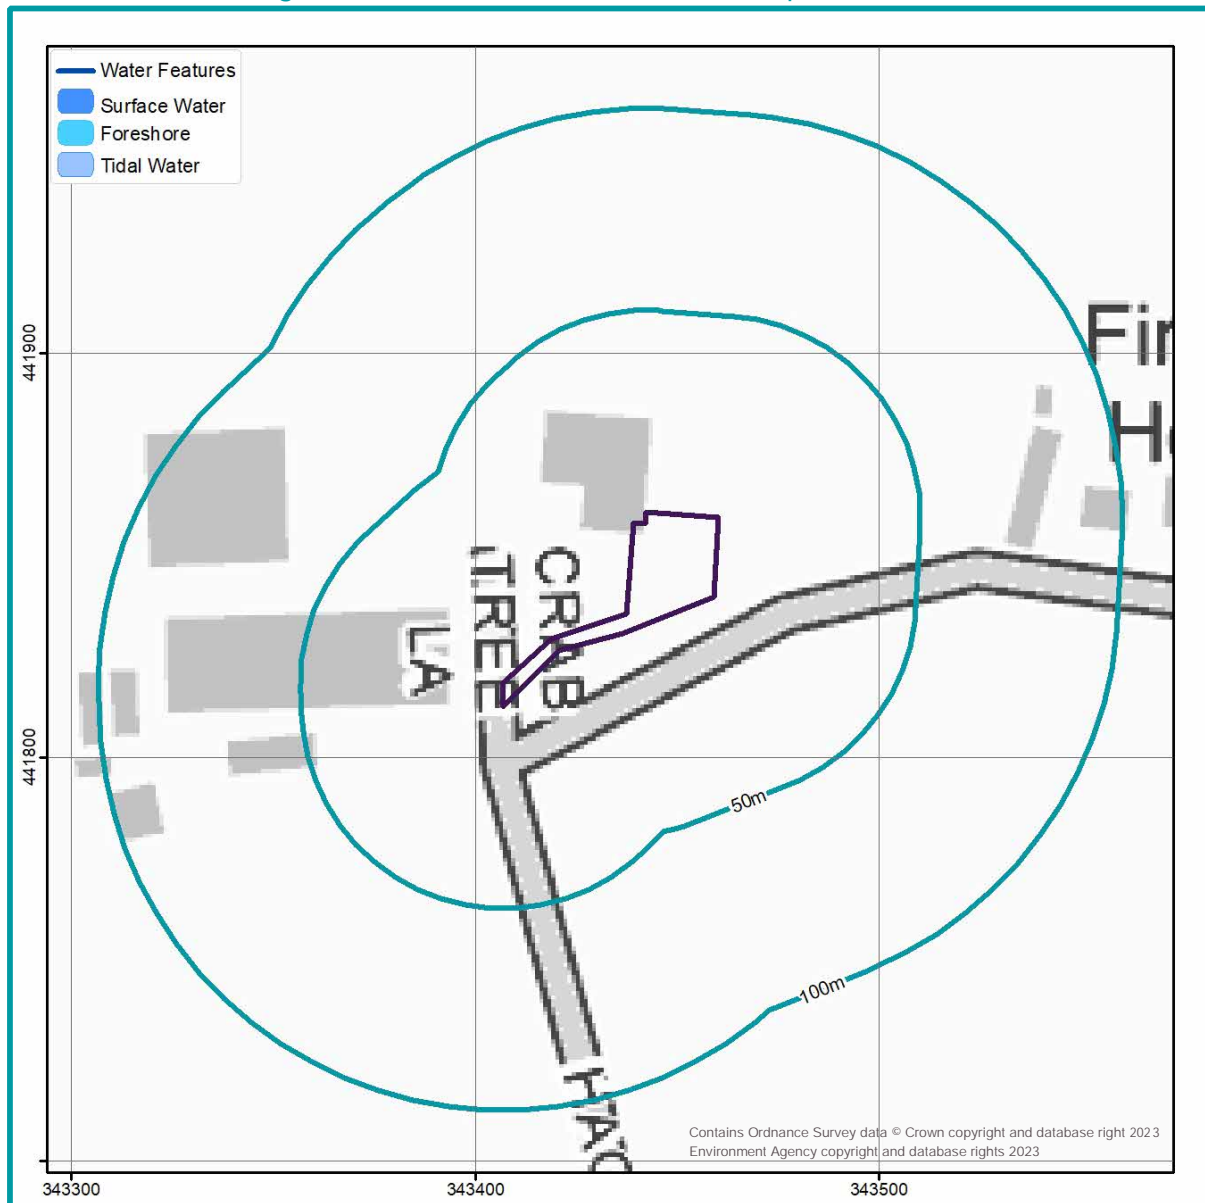 Water Features
Surface Water
Foreshore
Tidal Water
441900
441800
CRAB
TREE
LA
50m
100m
Contains Ordnance Survey data © Crown copyright and database right 2023
Environment Agency copyright and database rights 2023
343300
343400
343500